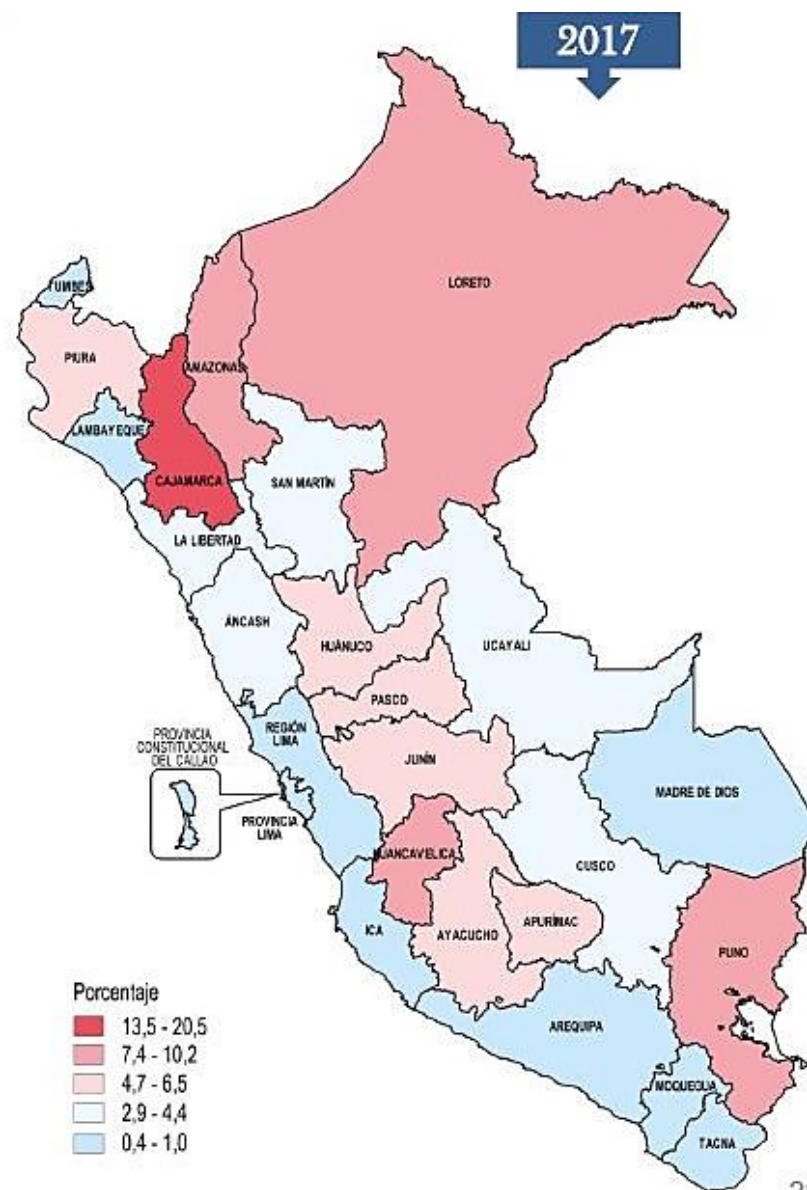 2017
LORETO
TUMBES
PIURA
AMAZONAS
LAMBAYEQUE
CAJAMARCA
SAN MARTÍN
LA LIBERTAD
ÁNCASH
HUÁNUCO
UCAYALI
PASCO
REGIÓN
LIMA
PROVINCIA
CONSTITUCIONAL
DEL CALLAO
JUNÍN
MADRE DE DIOS
PROVINCIA
LIMA
HUANCAVELICA
CUSCO
ICA
AYACUCHO
APURÍMAC
PUNO
AREQUIPA
MOQUEGUA
TACNA
Porcentaje
13,5 - 20,5
7,4 - 10,2
4,7 - 6,5
2,9 - 4,4
0,4 - 1,0